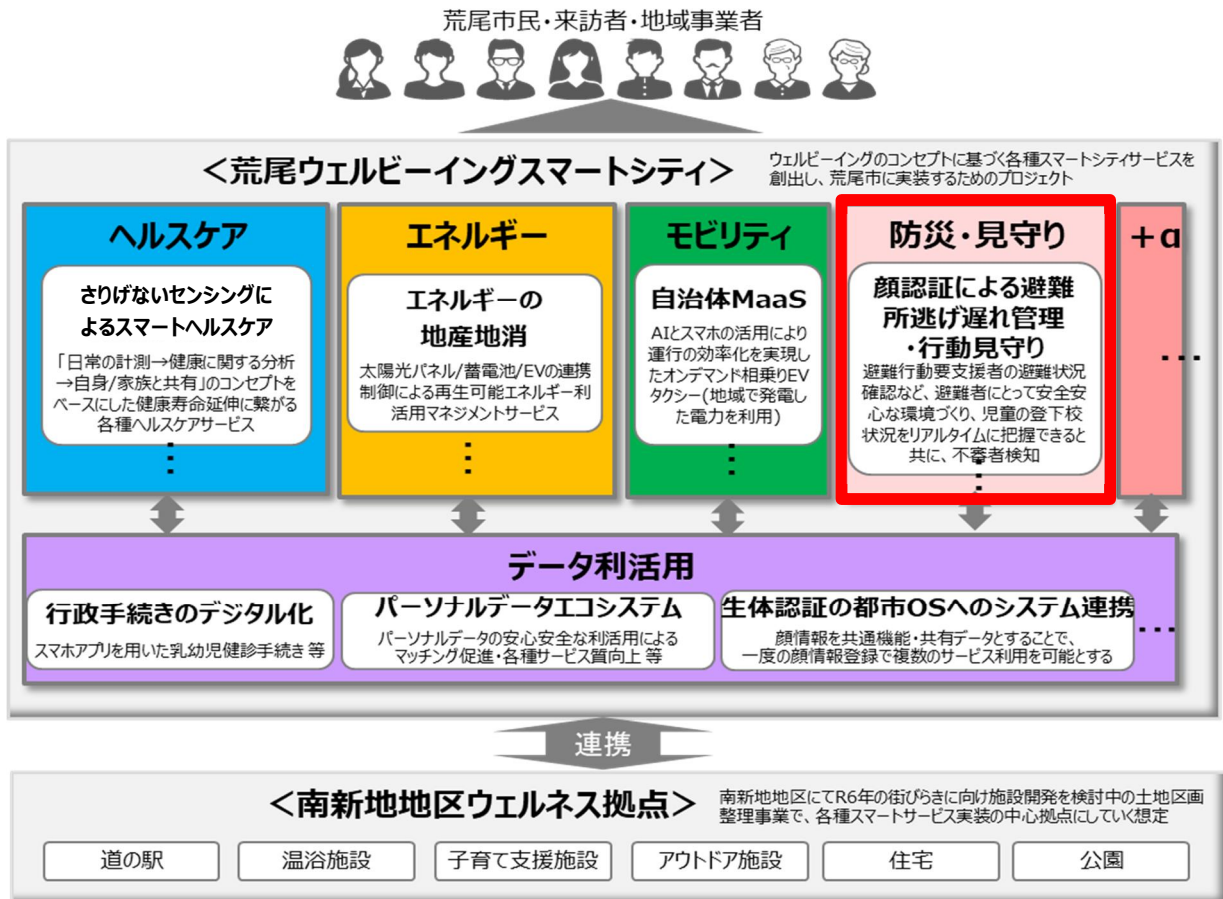 荒尾市民・来訪者・地域事業者
＜荒尾ウェルビーイングスマートシティ＞
ウェルビーイングのコンセプトに基づく各種スマートシティサービスを
創出し、荒尾市に実装するためのプロジェクト
ヘルスケア
さりげないセンシングに
よるスマートヘルスケア
「日常の計測→健康に関する分析
→自身/家族と共有」のコンセプトを
ベースにした健康寿命延伸に繋がる
各種ヘルスケアサービス
⋮
エネルギー
エネルギーの
地産地消
太陽光パネル/蓄電池/EVの連携
制御による再生可能エネルギー利
活用マネジメントサービス
⋮
モビリティ
自治体MaaS
AIとスマホの活用により
運行の効率化を実現し
たオンデマンド相乗りEV
タクシー(地域で発電し
た電力を利用)
⋮
防災・見守り
顔認証による避難
所逃げ遅れ管理
・行動見守り
避難行動要支援者の避難状況
確認など、避難者にとって安全安
心な環境づくり、児童の登下校
状況をリアルタイムに把握できると
共に、不審者検知
⋮
+α
…
データ利活用
行政手続きのデジタル化
スマホアプリを用いた乳幼児健診手続き 等
パーソナルデータエコシステム
パーソナルデータの安心安全な利活用による
マッチング促進・各種サービス質向上 等
生体認証の都市OSへのシステム連携
顔情報を共通機能・共有データとすることで、
一度の顔情報登録で複数のサービス利用を可能とする
…
連携
＜南新地地区ウェルネス拠点＞
南新地地区にてR6年の街びらきに向け施設開発を検討中の土地区画
整理事業で、各種スマートサービス実装の中心拠点にしていく想定
道の駅
温浴施設
子育て支援施設
アウトドア施設
住宅
公園